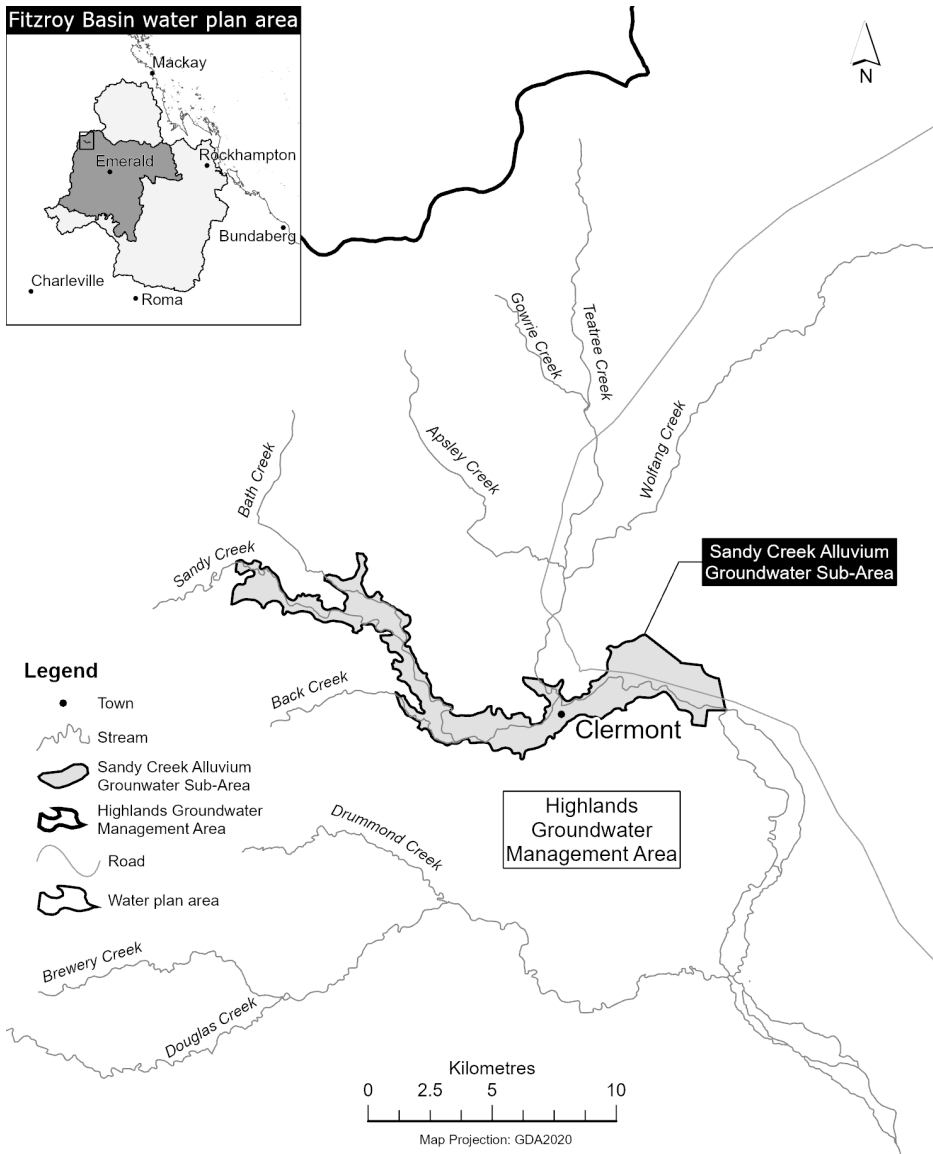 Fitzroy Basin water plan area
Mackay
Emerald
Rockhampton
Bundaberg
Charleville
Roma
N
Gowrie Creek
Teatree Creek
Apsley Creek
Wolfang Creek
Bath Creek
Sandy Creek
Sandy Creek Alluvium
Groundwater Sub-Area
Back Creek
Clermont
Legend
Town
Stream
Sandy Creek Alluvium
Grounwater Sub-Area
Highlands Groundwater
Management Area
Road
Water plan area
Highlands
Groundwater
Management Area
Drummond Creek
Brewery Creek
Douglas Creek
Kilometres
0 2.5 5 10
Map Projection: GDA2020